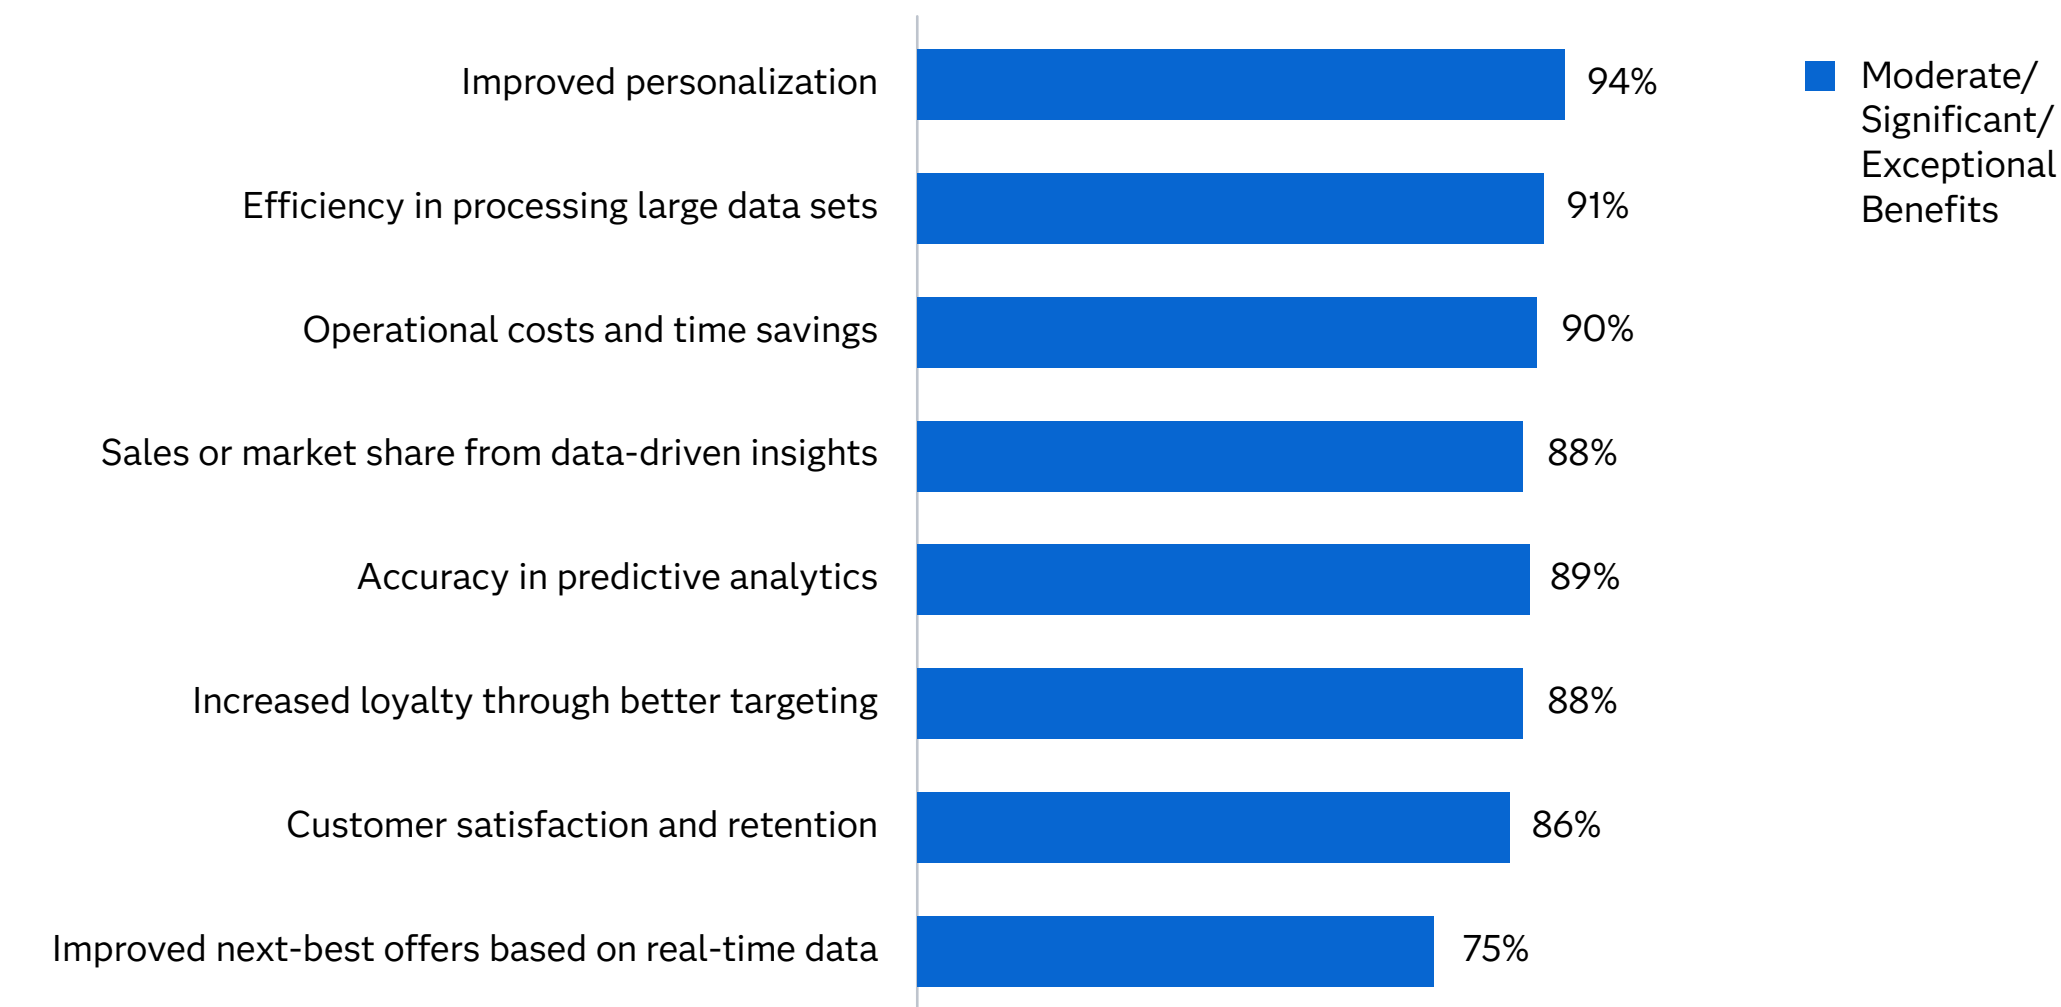 Improved personalization 94%
Efficiency in processing large data sets 91%
Operational costs and time savings 90%
Sales or market share from data-driven insights 88%
Accuracy in predictive analytics 89%
Increased loyalty through better targeting 88%
Customer satisfaction and retention 86%
Improved next-best offers based on real-time data 75%
Moderate/
Significant/
Exceptional
Benefits